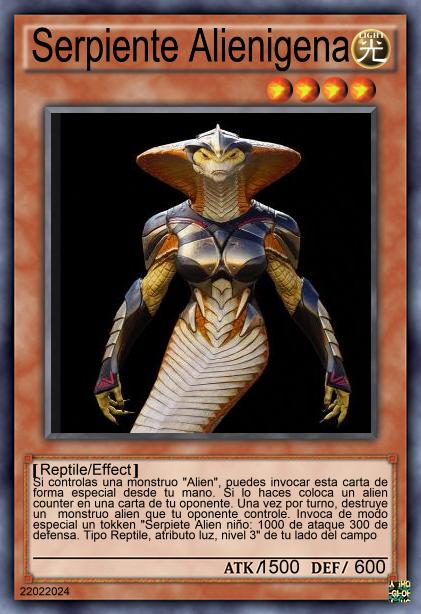 Serpiente Alienigena
LIGHT
光
[Reptile/Effect]
Si controlas una monstruo "Alien", puedes invocar esta carta de
forma especial desde tu mano. Si lo haces coloca un alien
counter en una carta de tu oponente. Una vez por turno, destruye
un monstruo alien que tu oponente controle. Invoca de modo
especial un tokken "Serpiete Alien niño: 1000 de ataque 300 de
defensa. Tipo Reptile, atributo luz, nivel 3" de tu lado del campo
ATK/1500 DEF/ 600
22022024